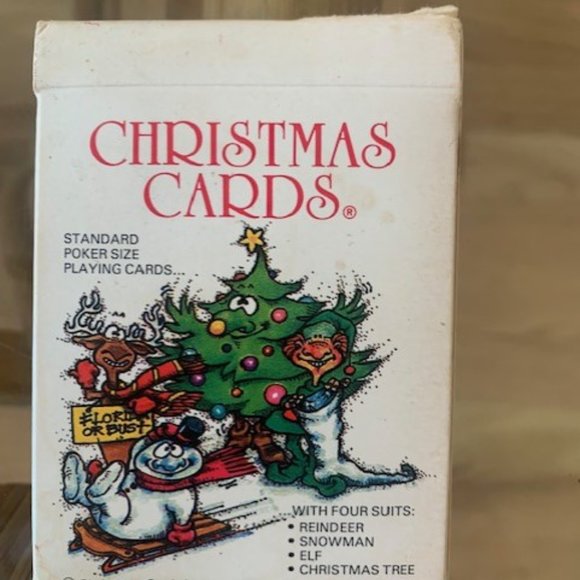 CHRISTMAS
CARDS®
STANDARD
POKER SIZE
PLAYING CARDS...
FLORIDA
OR BUST!
...WITH FOUR SUITS:
• REINDEER
• SNOWMAN
• ELF
• CHRISTMAS TREE